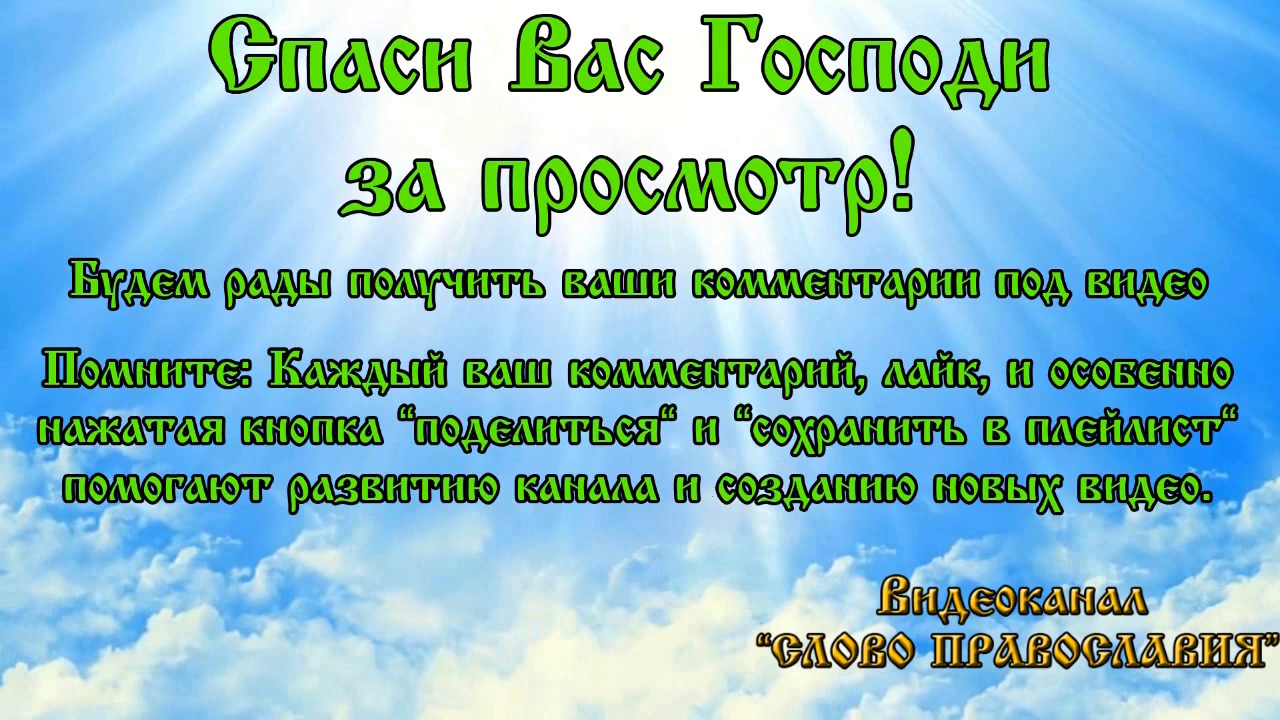 Спаси Вас Господи
за просмотр!
Будем рады получить ваши комментарии под видео
Помните: Каждый ваш комментарий, лайк, и особенно
нажатая кнопка “поделиться“ и “сохранить в плейлист“
помогают развитию канала и созданию новых видео.
Видеоканал
“СЛОВО ПРАВОСЛАВИЯ”